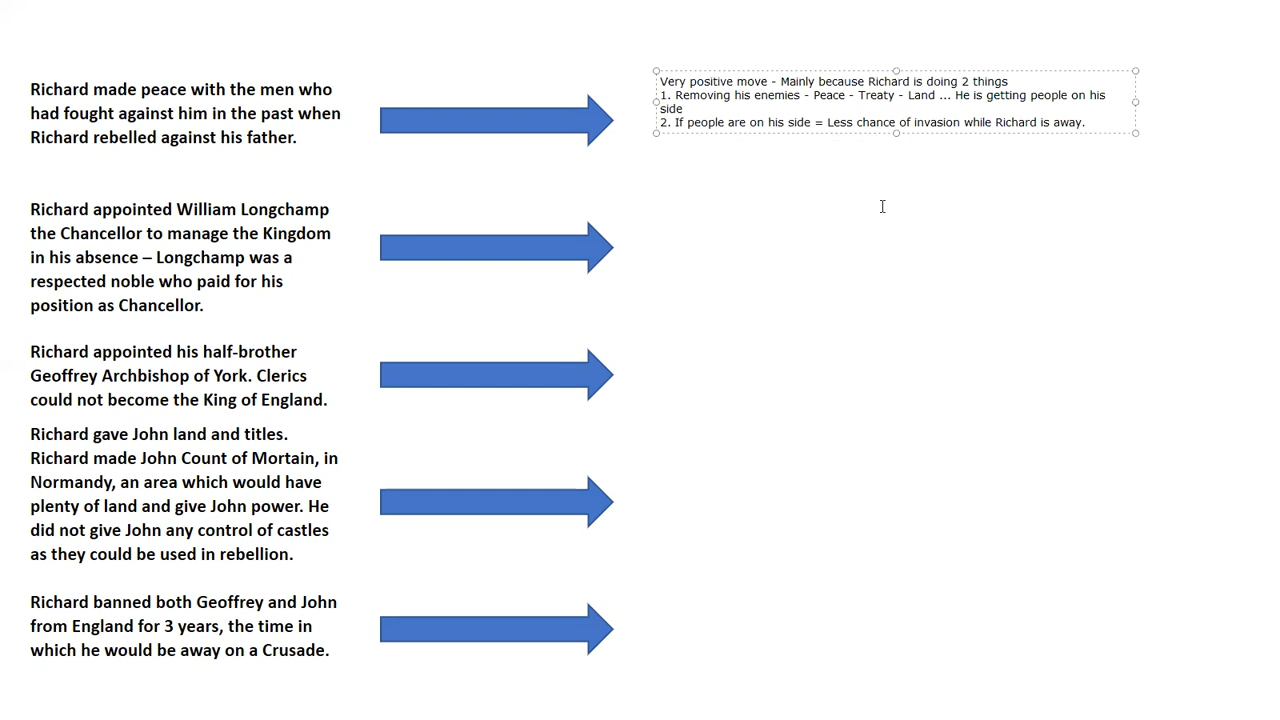 Richard made peace with the men who
had fought against him in the past when
Richard rebelled against his father.
Very positive move - Mainly because Richard is doing 2 things
1. Removing his enemies - Peace - Treaty - Land ... He is getting people on his
side
2. If people are on his side = Less chance of invasion while Richard is away.
Richard appointed William Longchamp
the Chancellor to manage the Kingdom
in his absence – Longchamp was a
respected noble who paid for his
position as Chancellor.
Richard appointed his half-brother
Geoffrey Archbishop of York. Clerics
could not become the King of England.
Richard gave John land and titles.
Richard made John Count of Mortain, in
Normandy, an area which would have
plenty of land and give John power. He
did not give John any control of castles
as they could be used in rebellion.
Richard banned both Geoffrey and John
from England for 3 years, the time in
which he would be away on a Crusade.